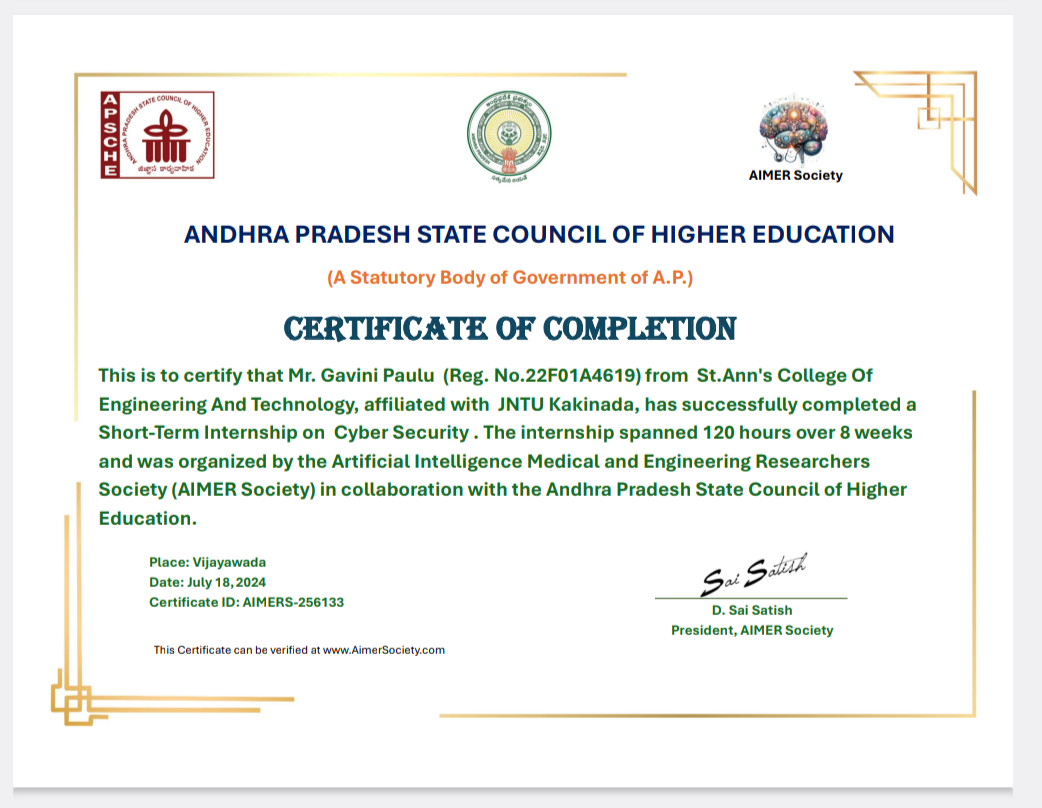 APSCHE
ANDHRA PRADESH STATE COUNCIL OF HIGHER EDUCATION
AIMER Society
ANDHRA PRADESH STATE COUNCIL OF HIGHER EDUCATION
(A Statutory Body of Government of A.P.)
CERTIFICATE OF COMPLETION
This is to certify that Mr. Gavini Paulu (Reg. No.22F01A4619) from St.Ann's College Of
Engineering And Technology, affiliated with JNTU Kakinada, has successfully completed a
Short-Term Internship on Cyber Security . The internship spanned 120 hours over 8 weeks
and was organized by the Artificial Intelligence Medical and Engineering Researchers
Society (AIMER Society) in collaboration with the Andhra Pradesh State Council of Higher
Education.
Place: Vijayawada
Date: July 18, 2024
Certificate ID: AIMERS-256133
Sai Satish
D. Sai Satish
President, AIMER Society
This Certificate can be verified at www.AimerSociety.com